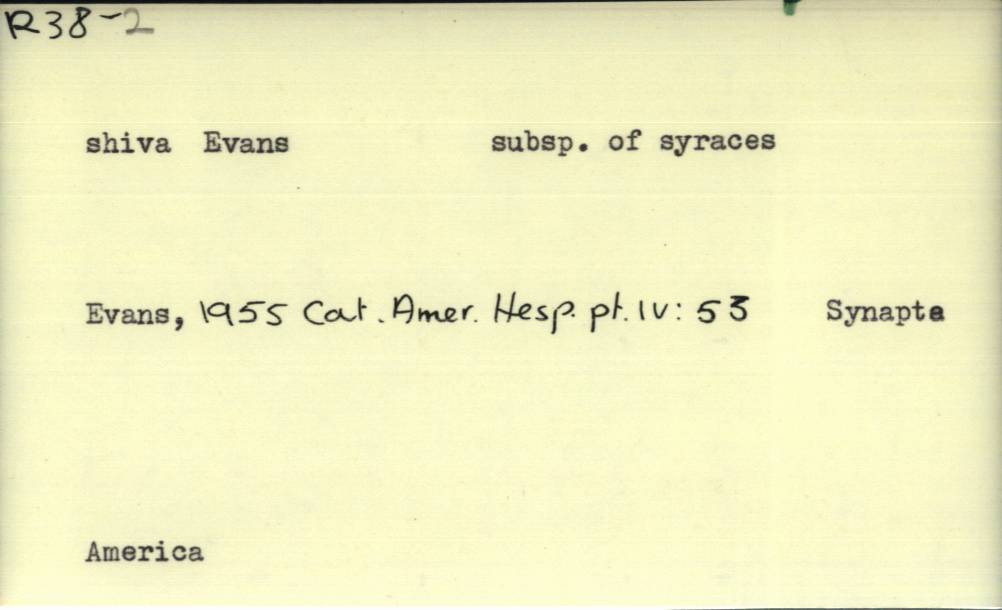 R38-2
shiva Evans subsp. of syraces
Evans, 1955 Cat. Amer. Hesp. pt. IV: 53 Synapte
America